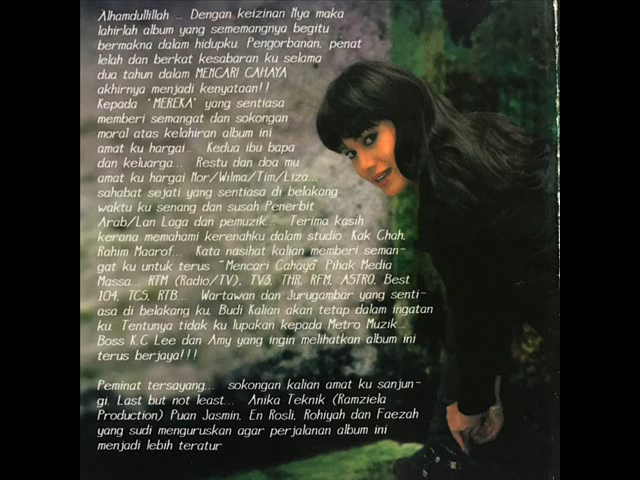 Alhamdulillah ... Dengan keizinan Nya maka
lahirlah album yang sememangnya begitu
bermakna dalam hidupku. Pengorbanan, penat
lelah dan berkat kesabaran ku selama
dua tahun dalam MENCARI CAHAYA
akhirnya menjadi kenyataan!!
Kepada 'MEREKA' yang sentiasa
memberi semangat dan sokongan
moral atas kelahiran album ini
amat ku hargai... Kedua ibu bapa
dan keluarga... Restu dan doa mu
amat ku hargai Nor/Wilma/Tim/Liza...
sahabat sejati yang sentiasa di belakang
waktu ku senang dan susah Penerbit
Arab/Lan Laga dan pemuzik... Terima kasih
kerana memahami kerenahku dalam studio. Kak Chah,
Rahim Maarof... Kata nasihat kalian memberi seman-
gat ku untuk terus "Mencari Cahaya" Pihak Media
Massa... RTM (Radio/TV), TV3, THR, RFM, ASTRO, Best
104, TCS, RTB... Wartawan dan Jurugambar yang senti-
asa di belakang ku, Budi Kalian akan tetap dalam ingatan
ku. Tentunya tidak ku lupakan kepada Metro Muzik...
Boss K.C Lee dan Amy yang ingin melihatkan album ini
terus berjaya!!!
Peminat tersayang... sokongan kalian amat ku sanjun-
gi. Last but not least... Anika Teknik (Ramziela
Production) Puan Jasmin, En Rosli, Rohiyah dan Faezah
yang sudi menguruskan agar perjalanan album ini
menjadi lebih teratur